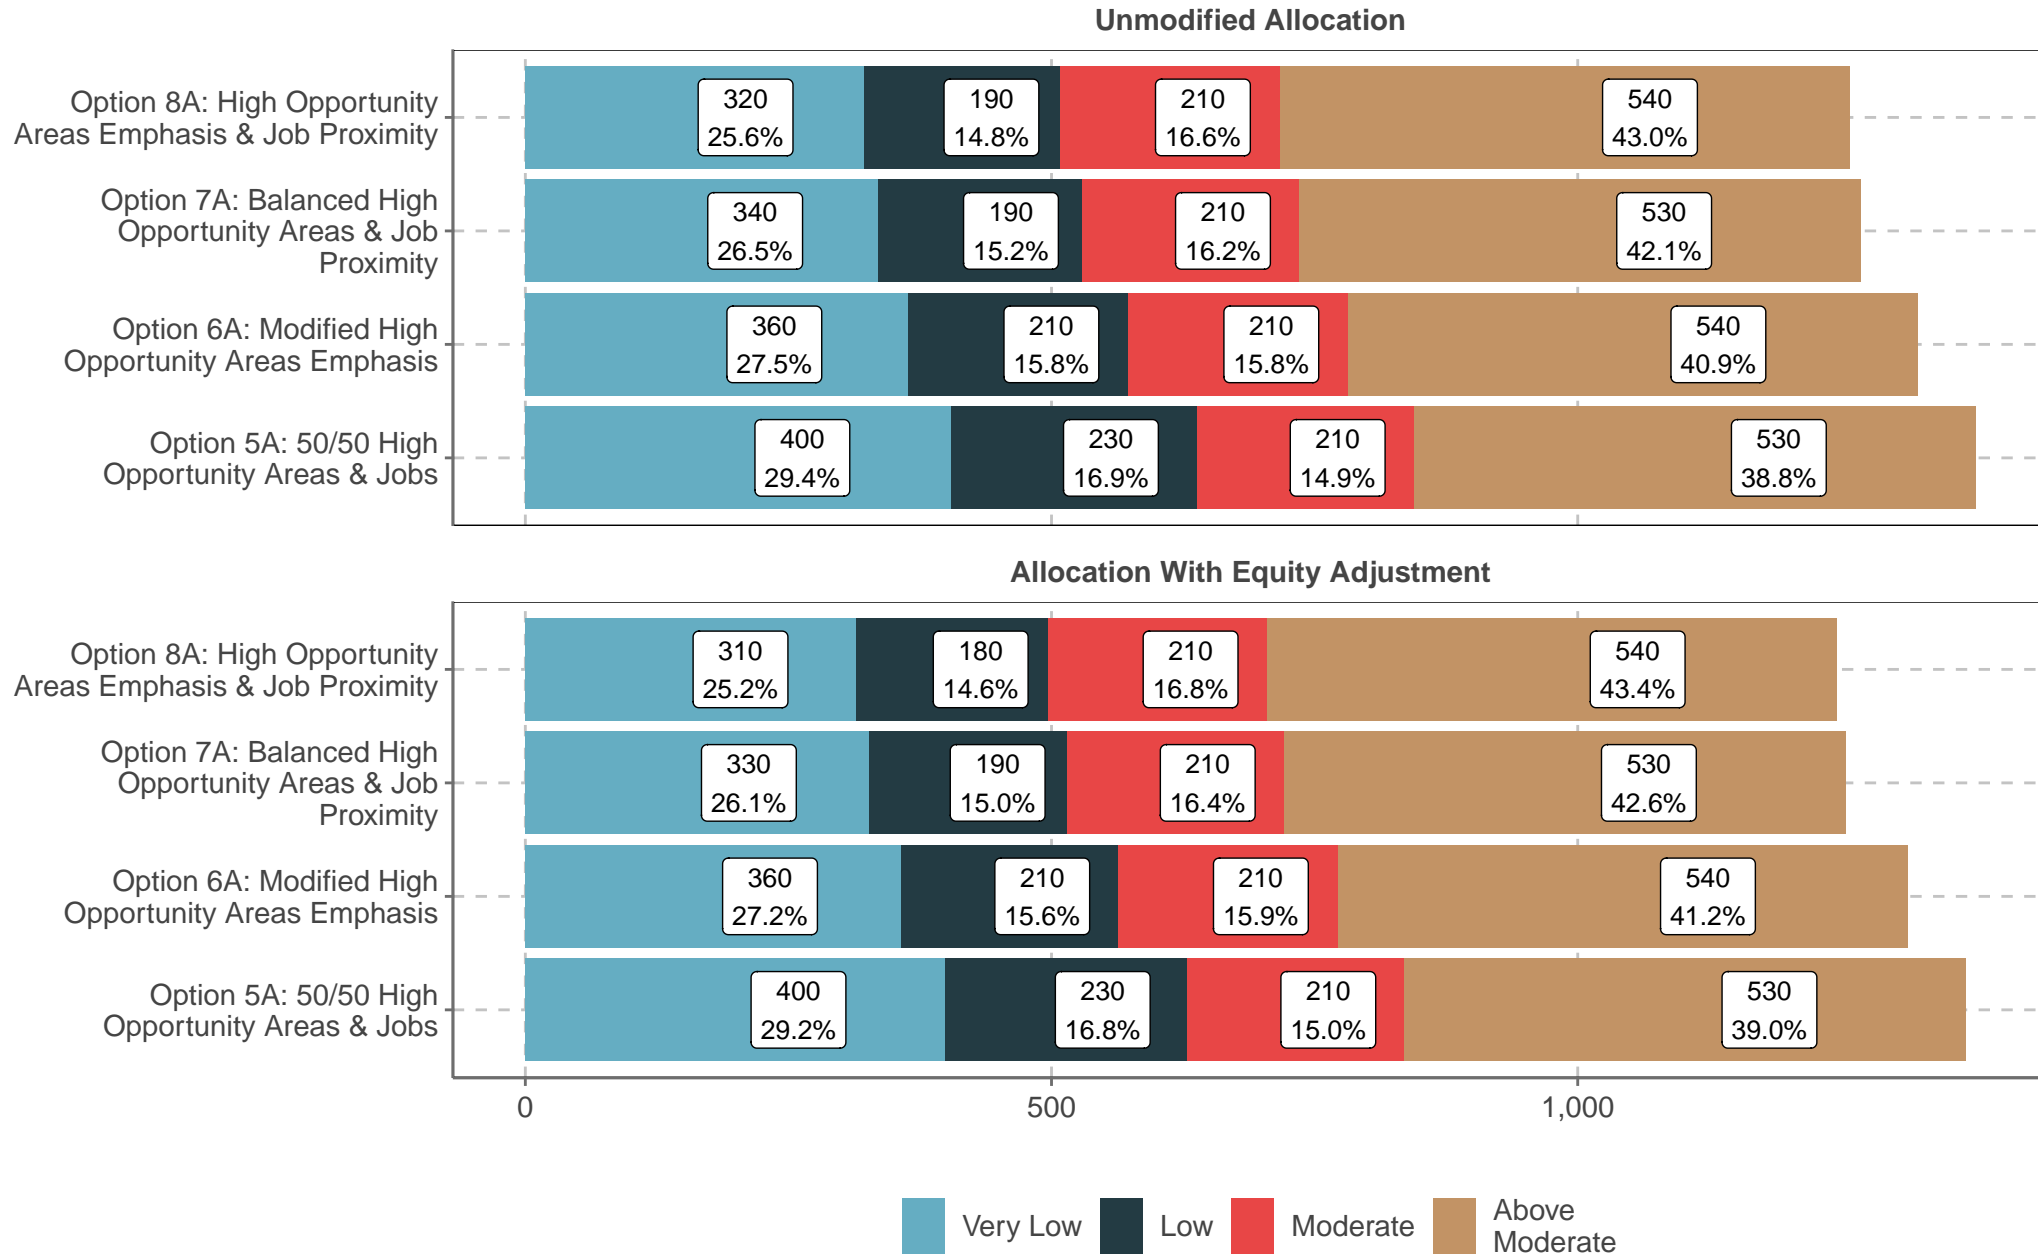 Unmodified Allocation
Option 8A: High Opportunity
Areas Emphasis & Job Proximity
320
25.6%
190
14.8%
210
16.6%
540
43.0%
Option 7A: Balanced High
Opportunity Areas & Job
Proximity
340
26.5%
190
15.2%
210
16.2%
530
42.1%
Option 6A: Modified High
Opportunity Areas Emphasis
360
27.5%
210
15.8%
210
15.8%
540
40.9%
Option 5A: 50/50 High
Opportunity Areas & Jobs
400
29.4%
230
16.9%
210
14.9%
530
38.8%
Allocation With Equity Adjustment
Option 8A: High Opportunity
Areas Emphasis & Job Proximity
310
25.2%
180
14.6%
210
16.8%
540
43.4%
Option 7A: Balanced High
Opportunity Areas & Job
Proximity
330
26.1%
190
15.0%
210
16.4%
530
42.6%
Option 6A: Modified High
Opportunity Areas Emphasis
360
27.2%
210
15.6%
210
15.9%
540
41.2%
Option 5A: 50/50 High
Opportunity Areas & Jobs
400
29.2%
230
16.8%
210
15.0%
530
39.0%
0
500
1,000
Very Low
Low
Moderate
Above
Moderate